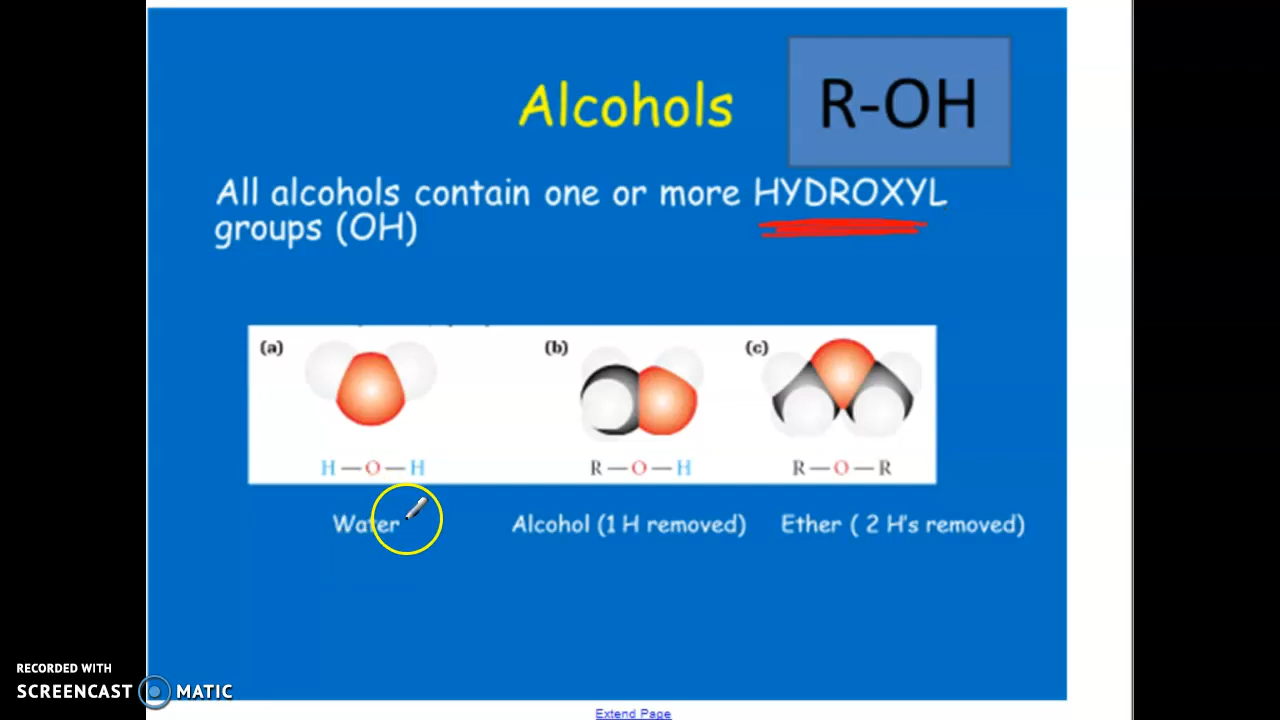 Alcohols
R-OH
All alcohols contain one or more HYDROXYL
groups (OH)
(a) (b) (c)
H — O — H R — O — H R — O — R
Water Alcohol (1 H removed) Ether ( 2 H's removed)
RECORDED WITH
SCREENCAST MATIC
Extend Page